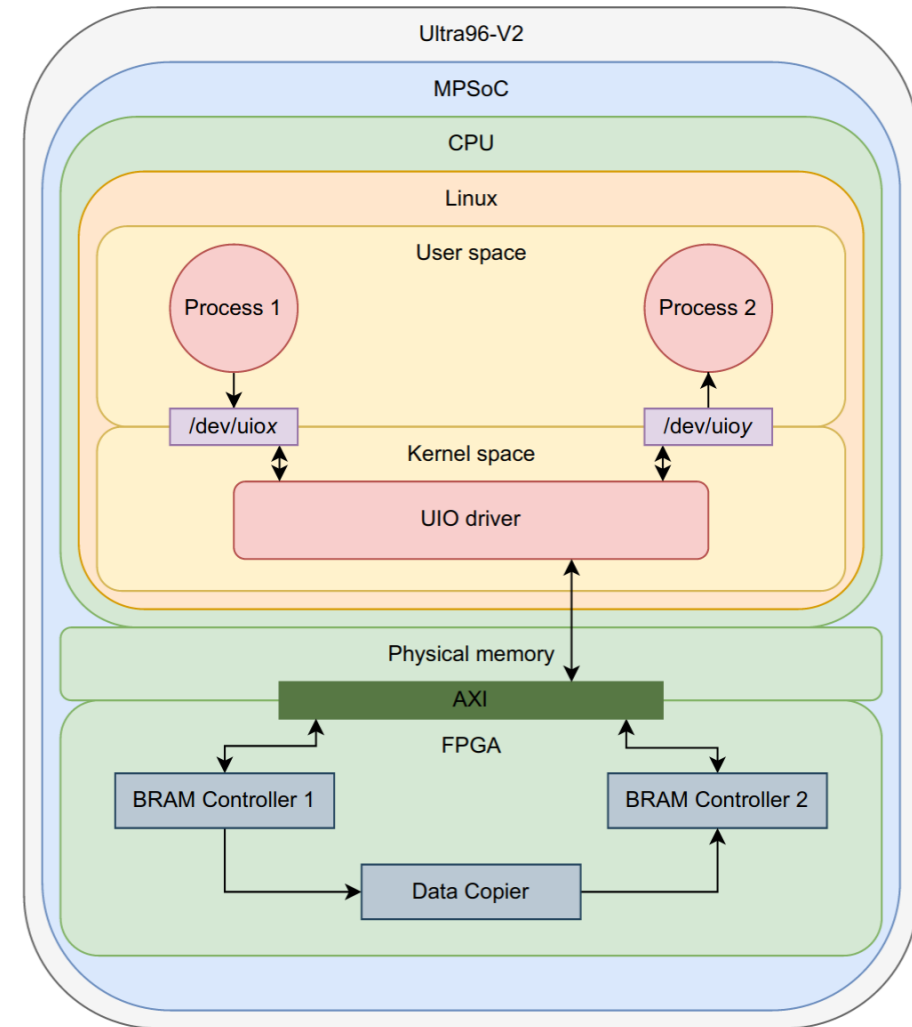 Ultra96-V2
MPSoC
CPU
Linux
User space
Process 1
Process 2
/dev/uiox
/dev/uioy
Kernel space
UIO driver
Physical memory
AXI
FPGA
BRAM Controller 1
BRAM Controller 2
Data Copier